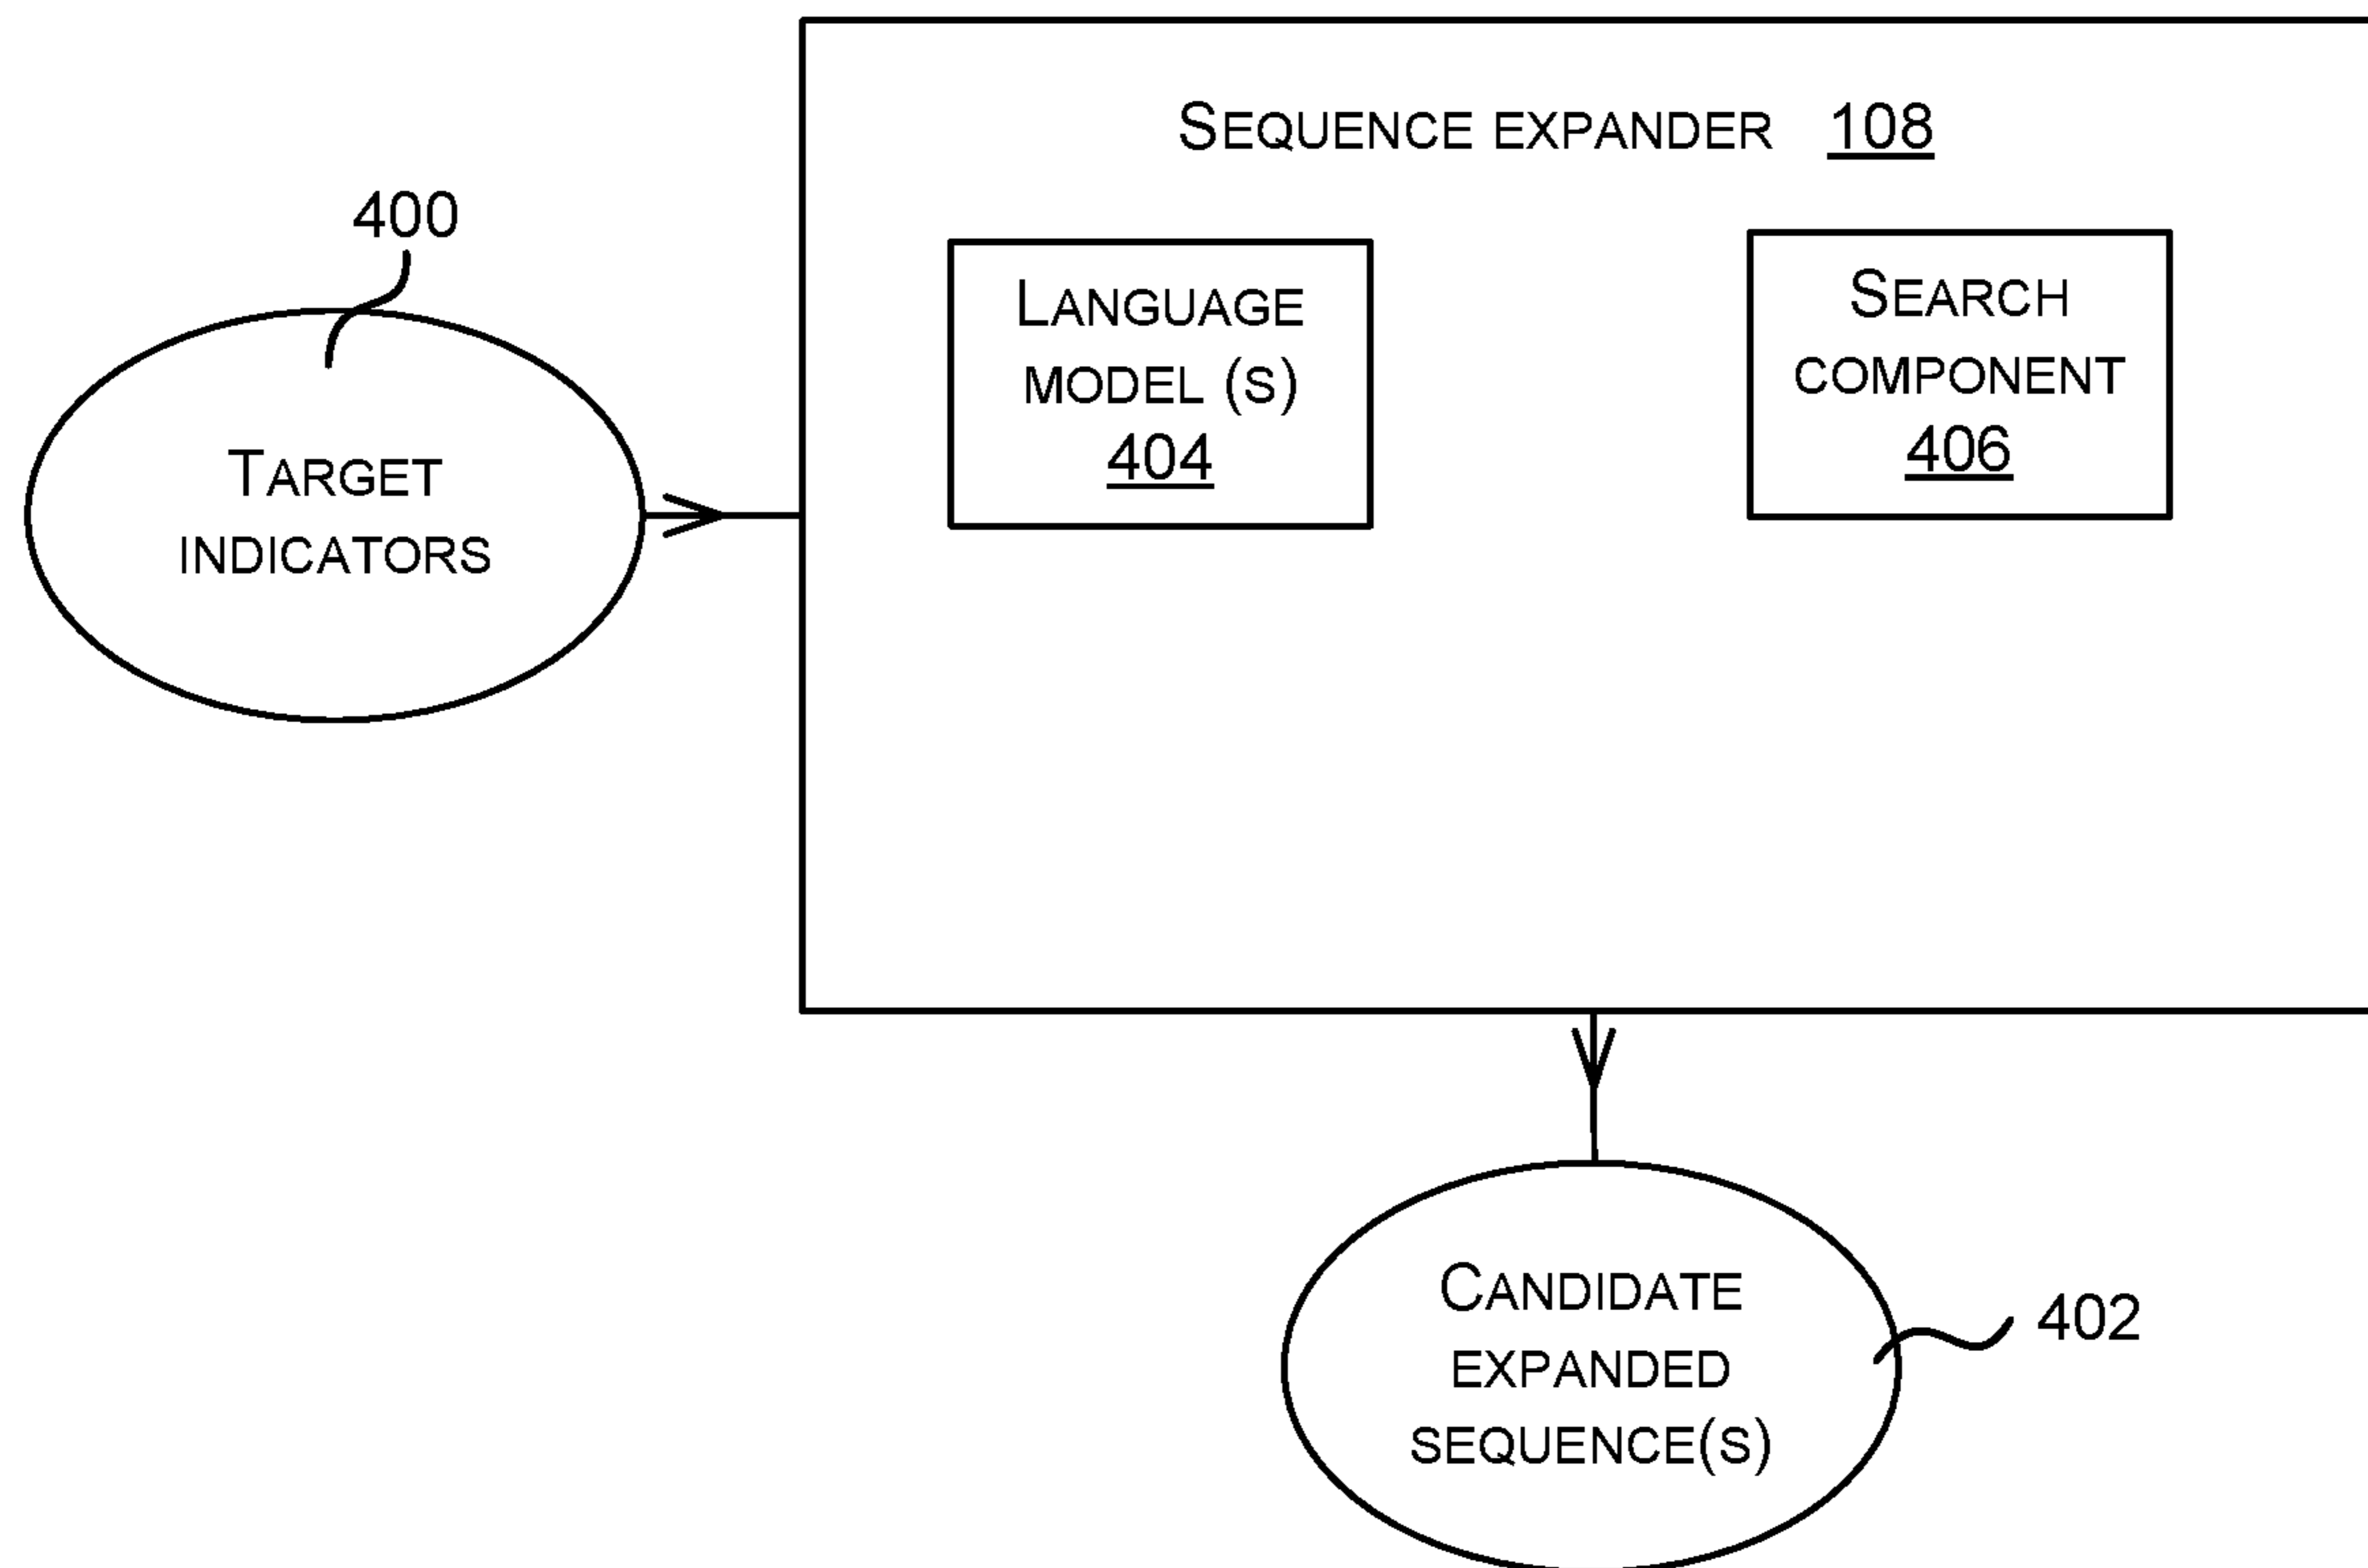 SEQUENCE EXPANDER 108
400
LANGUAGE
MODEL (S)
404
SEARCH
COMPONENT
406
TARGET
INDICATORS
CANDIDATE
EXPANDED
SEQUENCE(S)
402